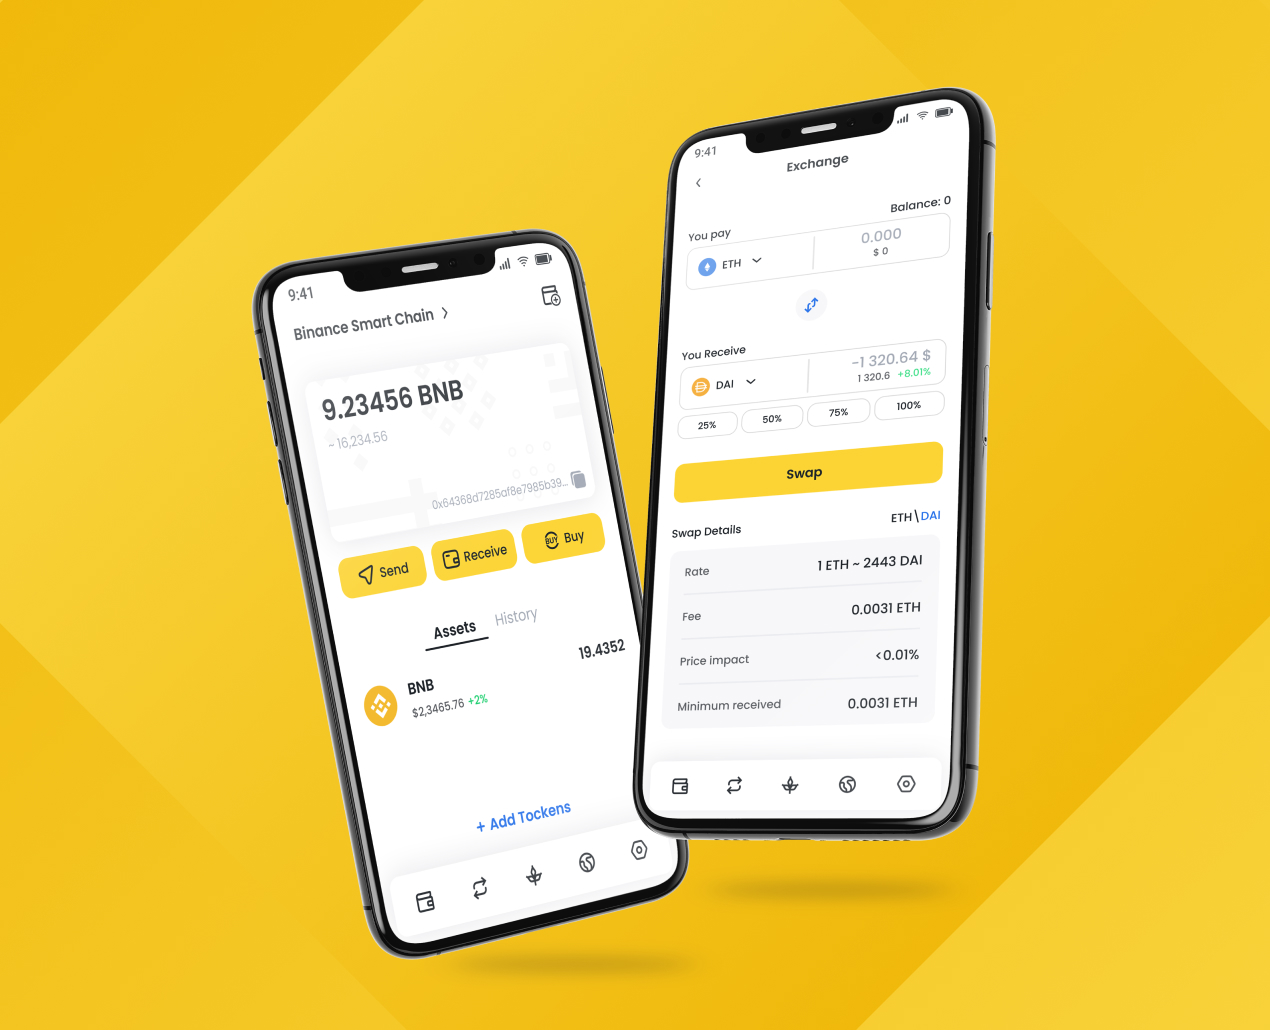 9:41
Binance Smart Chain
9.23456 BNB
~ 16,234.56
0x64368d7285af8e7985b39...
Send
Receive
BUY
Buy
Assets
History
BNB
19.4352
$2,3465.76 +2%
+ Add Tockens
9:41
Exchange
Balance: 0
You pay
ETH
0.000
$ 0
You Receive
DAI
-1 320.64 $
1 320.6 +8.01%
25%
50%
75%
100%
Swap
Swap Details
ETH\DAI
Rate
1 ETH ~ 2443 DAI
Fee
0.0031 ETH
Price impact
<0.01%
Minimum received
0.0031 ETH